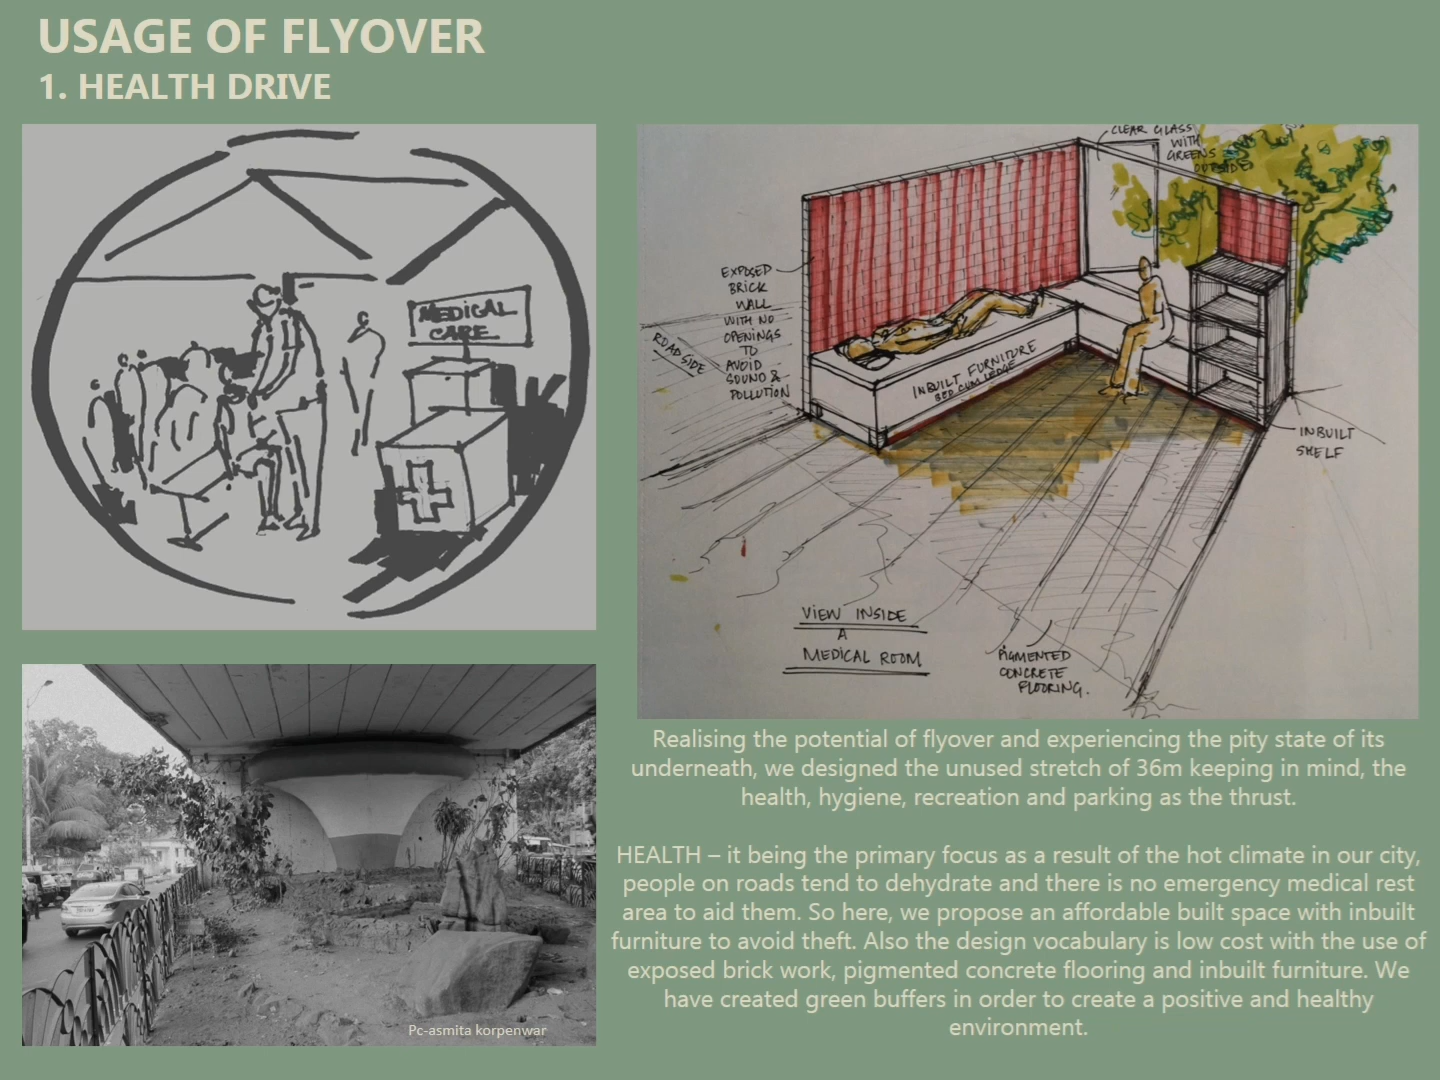 USAGE OF FLYOVER
1. HEALTH DRIVE
MEDICAL
CARE
CLEAR GLASS
WITH
GREENS
OUTSIDE
EXPOSED
BRICK
WALL
WITH NO
OPENINGS
TO
AVOID
SOUND &
POLLUTION
ROAD SIDE
INBUILT FURNITURE
BED CUM LEDGE
INBUILT
SHELF
VIEW INSIDE
A
MEDICAL ROOM
PIGMENTED
CONCRETE
FLOORING.
Pc-asmita korpenwar
Realising the potential of flyover and experiencing the pity state of its
underneath, we designed the unused stretch of 36m keeping in mind, the
health, hygiene, recreation and parking as the thrust.
HEALTH – it being the primary focus as a result of the hot climate in our city,
people on roads tend to dehydrate and there is no emergency medical rest
area to aid them. So here, we propose an affordable built space with inbuilt
furniture to avoid theft. Also the design vocabulary is low cost with the use of
exposed brick work, pigmented concrete flooring and inbuilt furniture. We
have created green buffers in order to create a positive and healthy
environment.